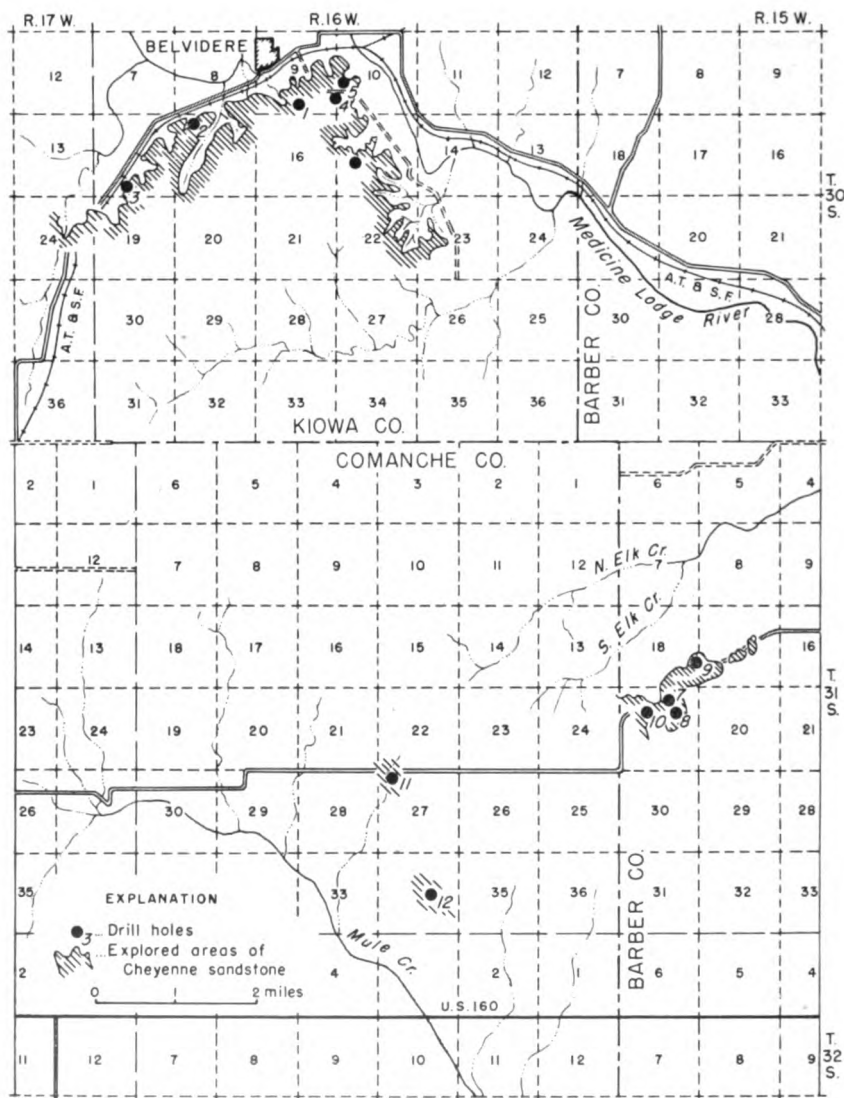 R.17 W. R.16 W. R.15 W.
BELVIDERE
12 7 8 9 10 11 12 7 8 9
2 1 4 5
13 14 13 18 17 16
16
3
T. 30 S.
24 19 20 21 22 23 24 20 21
Medicine Lodge River
A.T. & S.F.
A.T. & S.F.
30 29 28 27 26 25 30 28
BARBER CO.
36 31 32 33 34 35 36 31 32 33
KIOWA CO.
COMANCHE CO.
2 1 6 5 4 3 2 1 6 5 4
N. Elk Cr.
12 7 8 9 10 11 12 7 8 9
S. Elk Cr.
14 13 18 17 16 15 14 13 18 16
9
T. 31 S.
7
10 8
23 24 19 20 21 22 23 24 20 21
11
26 30 29 28 27 26 25 30 29 28
BARBER CO.
35 33 35 36 31 32 33
12
EXPLANATION
3 ... Drill holes
... Explored areas of
Cheyenne sandstone
0 2 miles
Mule Cr.
2 4 2 1 6 5 4
U.S. 160
T. 32 S.
11 12 7 8 9 10 11 12 7 8 9